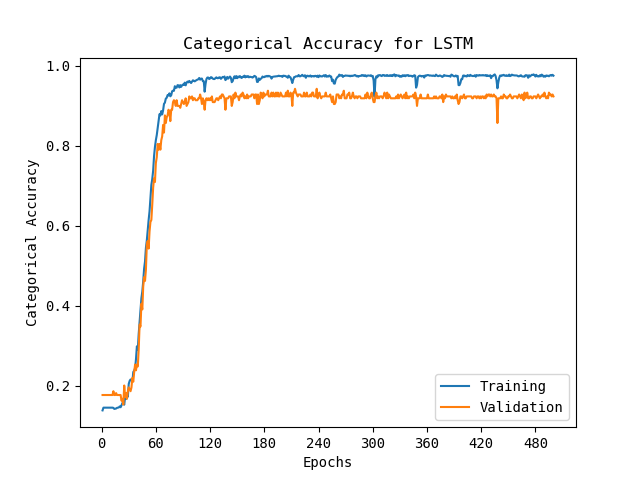 Categorical Accuracy for LSTM
1.0
0.8
0.6
0.4
0.2
Categorical Accuracy
0 60 120 180 240 300 360 420 480
Epochs
Training
Validation